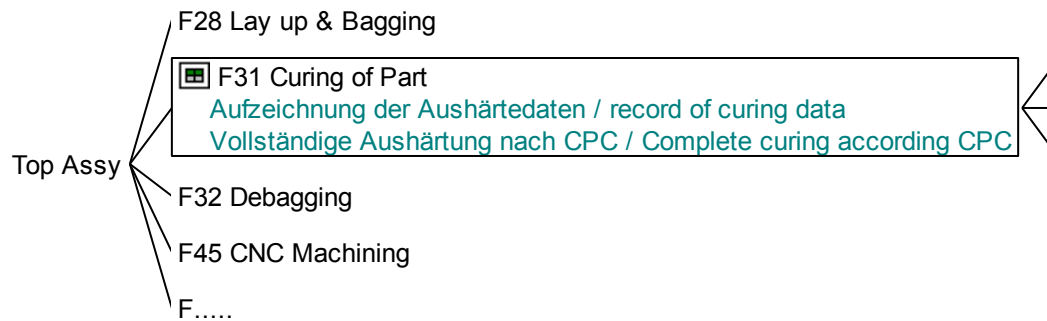 F28 Lay up & Bagging
F31 Curing of Part
Aufzeichnung der Aushärtedaten / record of curing data
Vollständige Aushärtung nach CPC / Complete curing according CPC
Top Assy
F32 Debagging
F45 CNC Machining
F.....